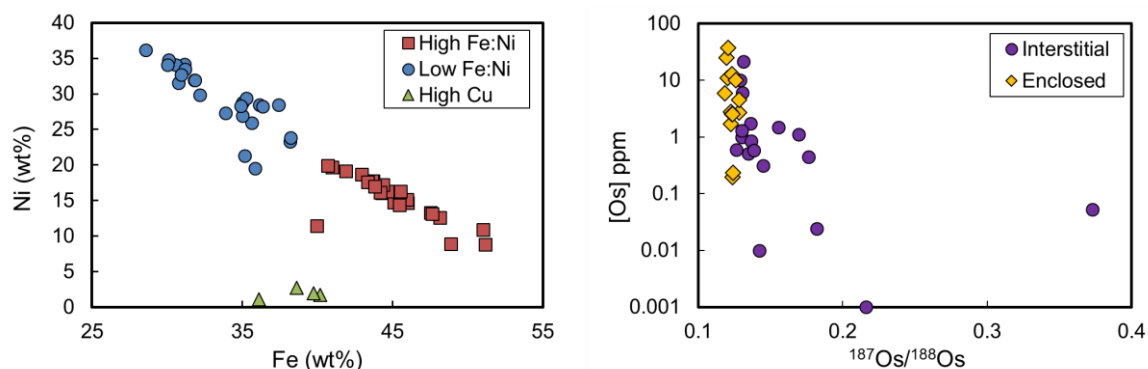 40
35
30
25
20
15
10
5
0
Ni (wt%)
25
35
45
55
Fe (wt%)
High Fe:Ni
Low Fe:Ni
High Cu
100
10
1
0.1
0.01
0.001
[Os] ppm
0.1
0.2
0.3
0.4
¹⁸⁷Os/¹⁸⁸Os
Interstitial
Enclosed